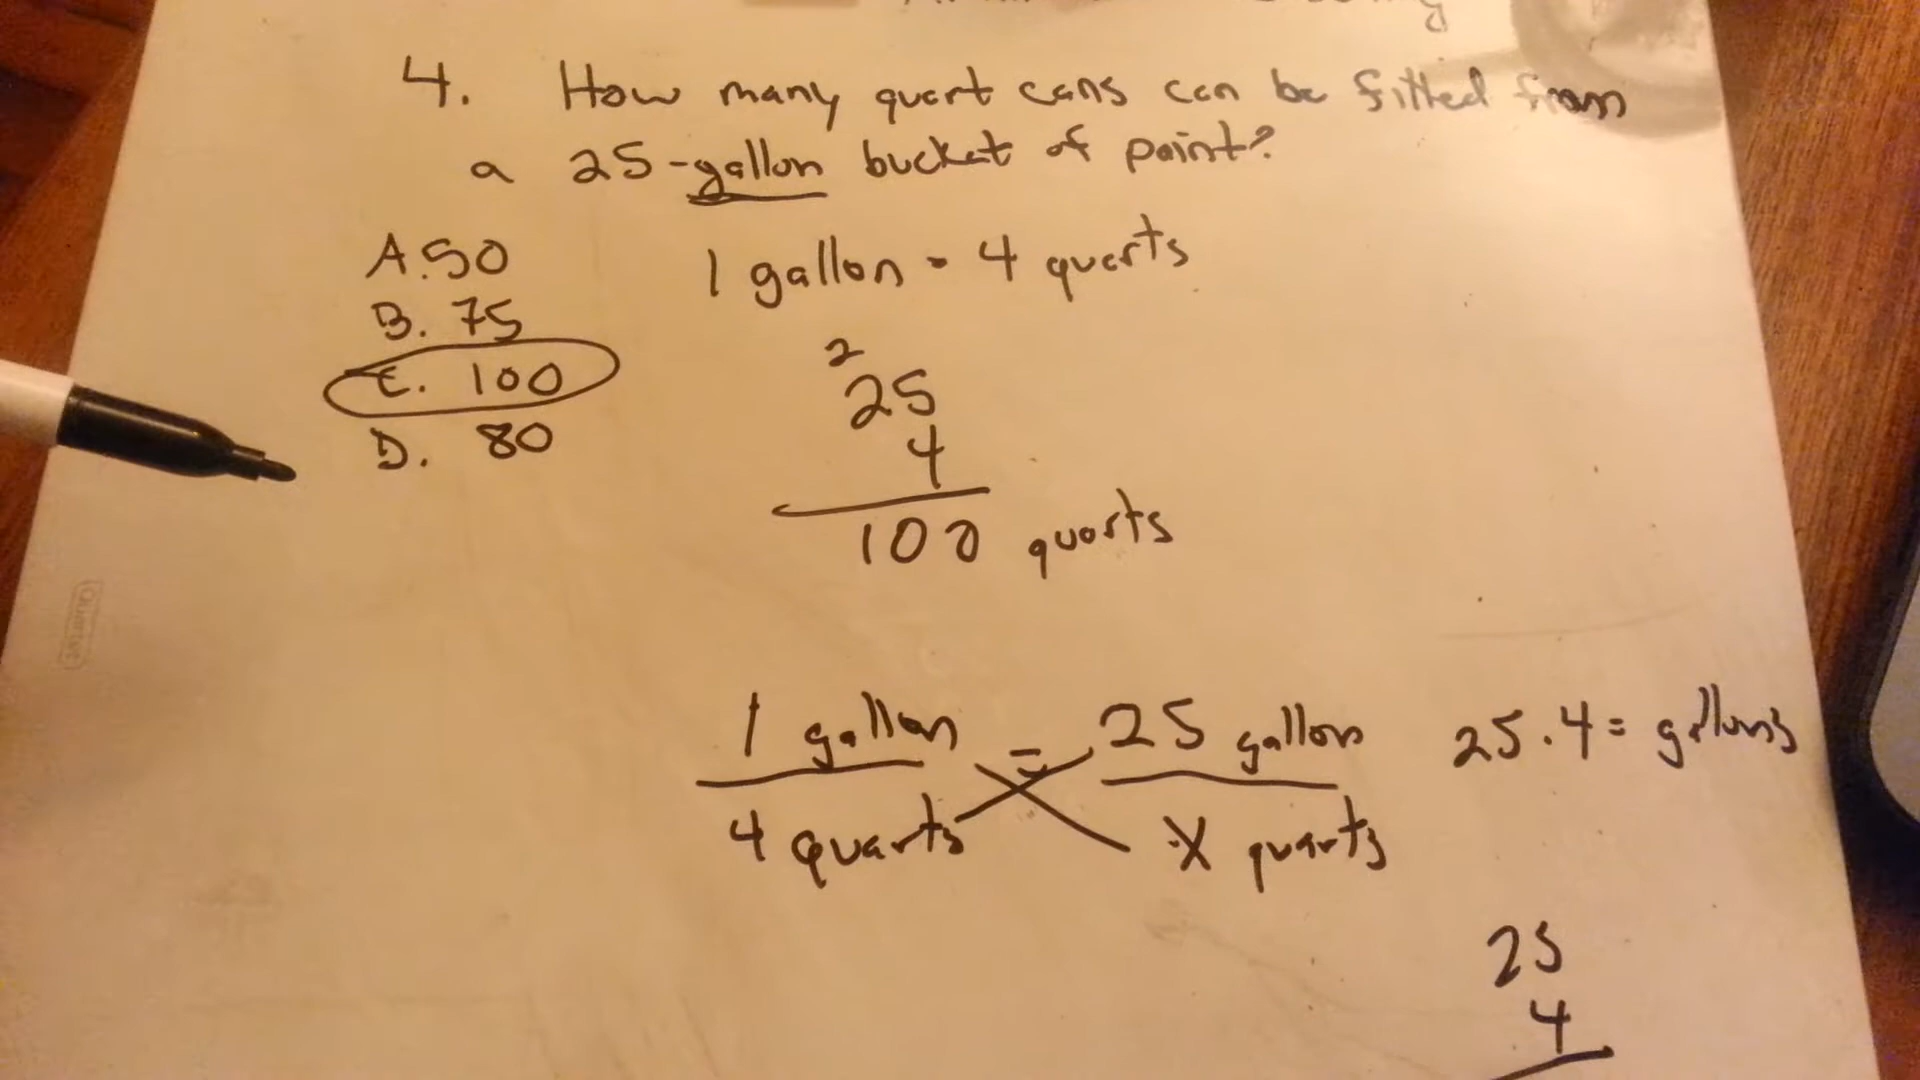 4. How many quart cans can be fitted from
a 25-gallon bucket of paint?
A. 50
B. 75
C. 100
D. 80
1 gallon = 4 quarts
2
25
4
100 quarts
1 gallon = 25 gallon
4 quarts x quarts
25 . 4 = gallons
25
4
Quartet